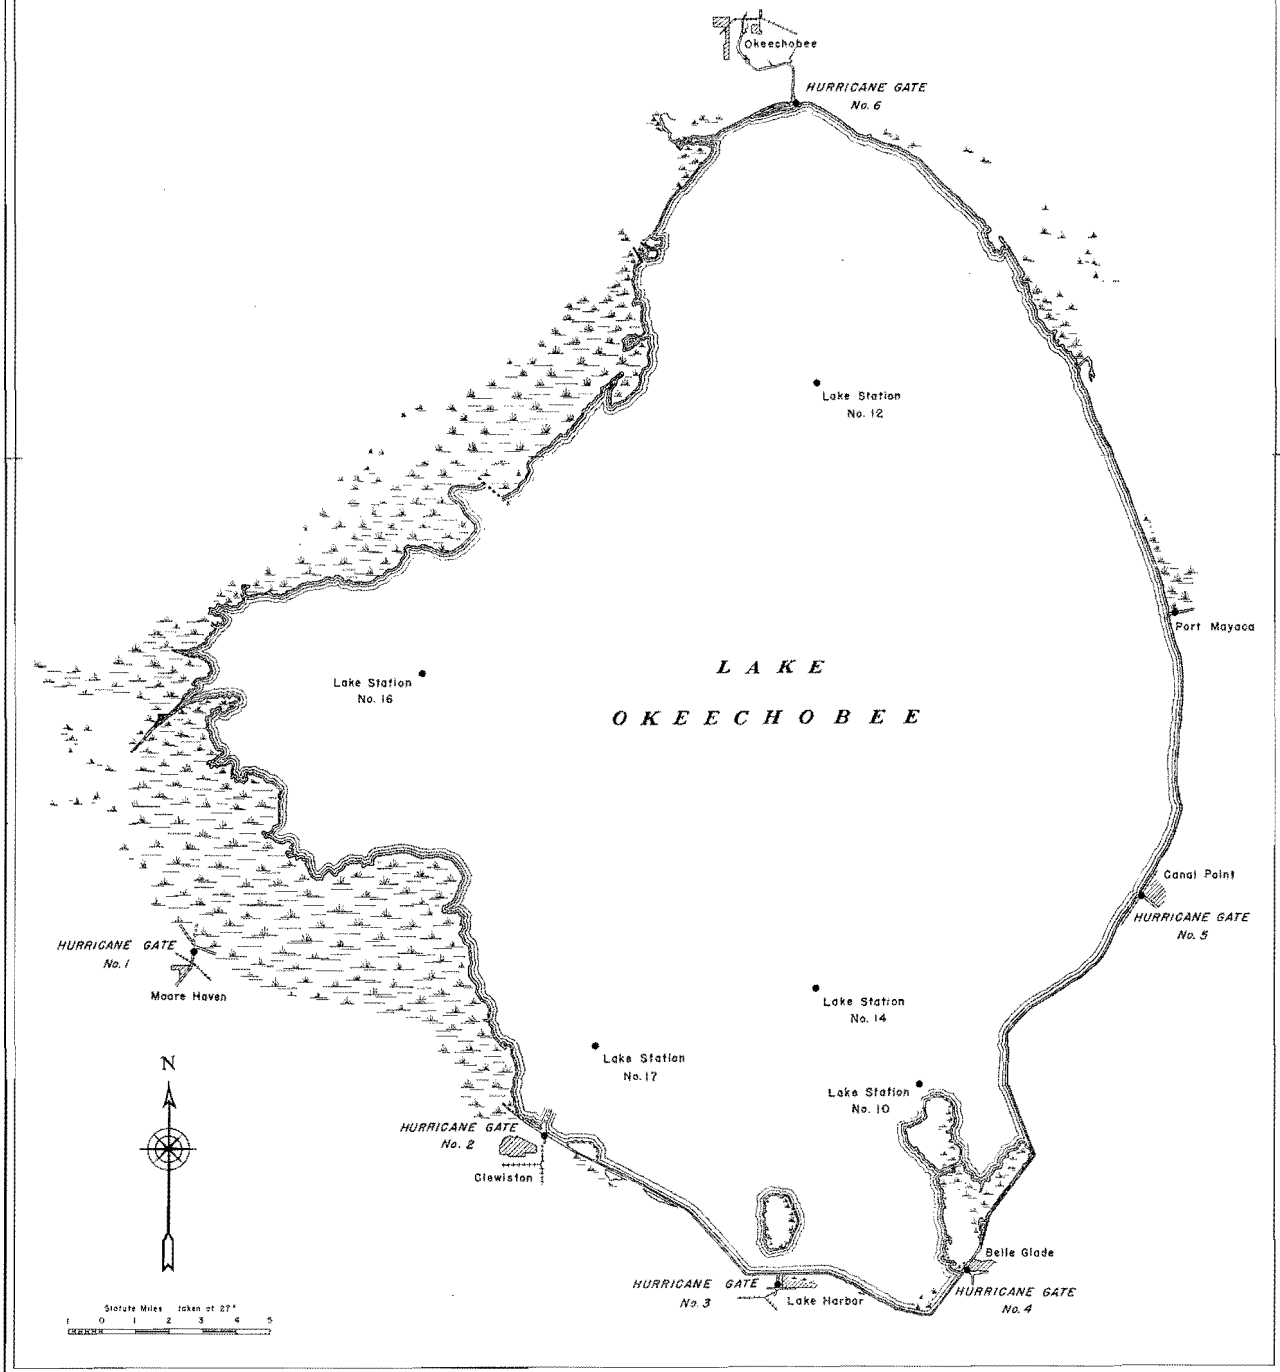 Okeechobee
HURRICANE GATE
No. 6
Lake Station
No. 12
Port Mayaca
Lake Station
No. 16
LAKE
OKEECHOBEE
Canal Point
HURRICANE GATE
No. 5
HURRICANE GATE
No. 1
Moore Haven
Lake Station
No. 14
Lake Station
No. 17
N
Lake Station
No. 10
HURRICANE GATE
No. 2
Clewiston
Belle Glade
HURRICANE GATE
No. 3
Lake Harbor
HURRICANE GATE
No. 4
Statute Miles taken at 27°
1 0 1 2 3 4 5